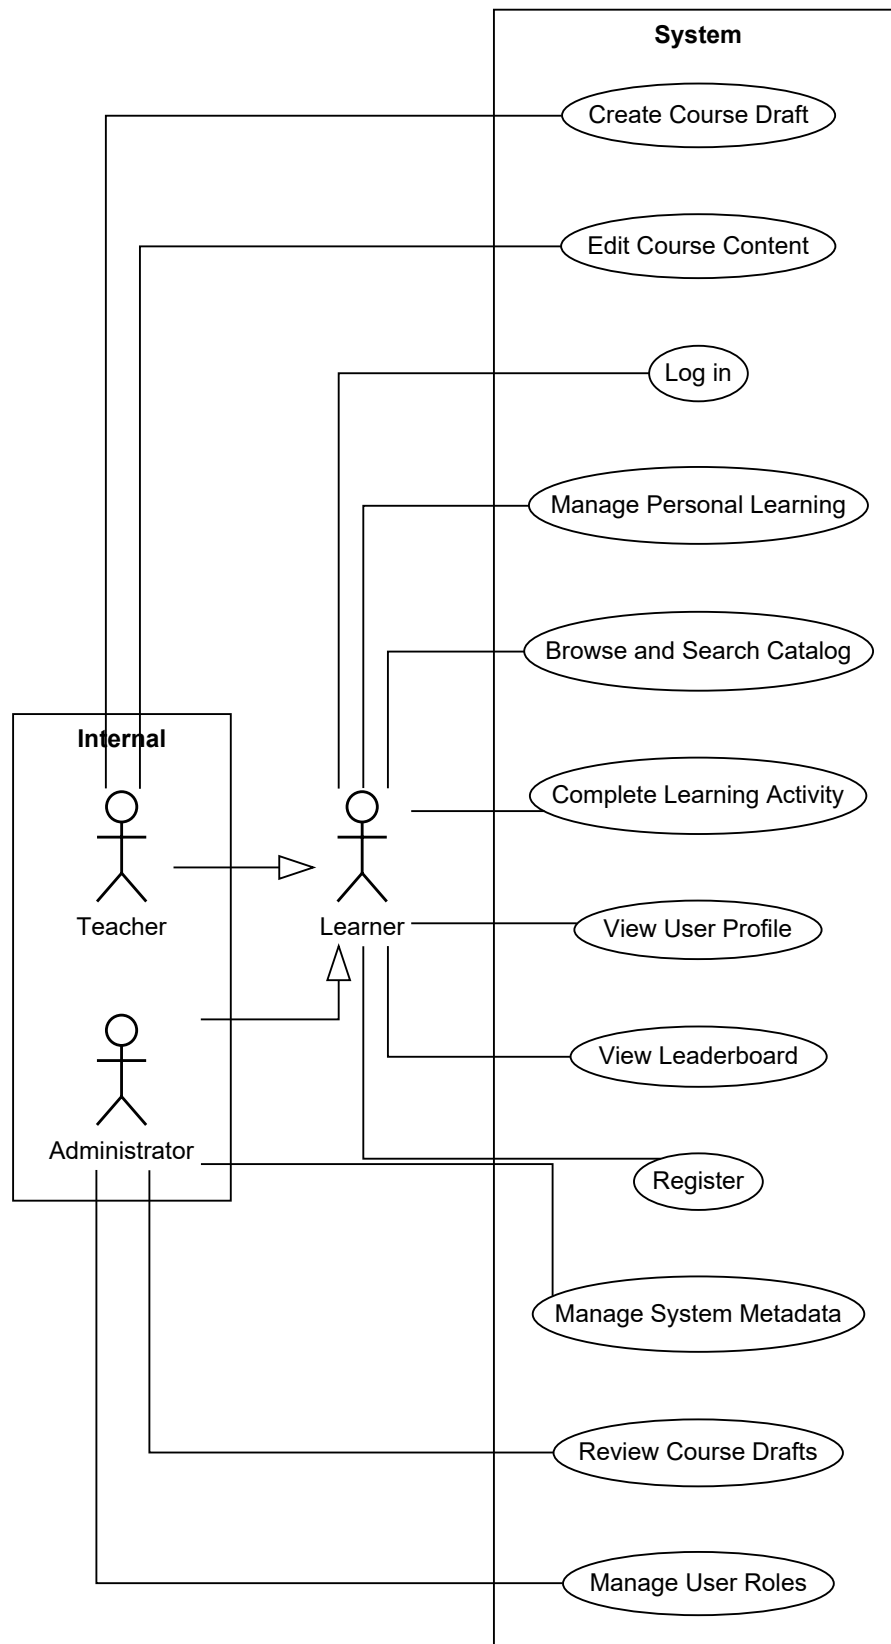 System
Create Course Draft
Edit Course Content
Log in
Manage Personal Learning
Browse and Search Catalog
Internal
Complete Learning Activity
Teacher
Learner
View User Profile
View Leaderboard
Administrator
Register
Manage System Metadata
Review Course Drafts
Manage User Roles